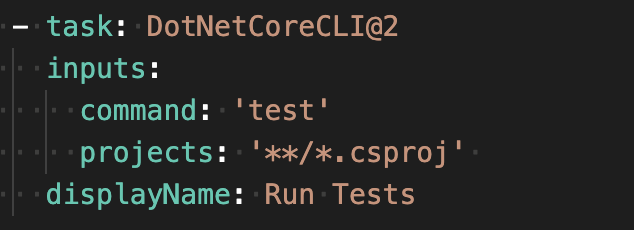 - task: DotNetCoreCLI@2
  inputs:
    command: 'test'
    projects: '**/*.csproj'
  displayName: Run Tests